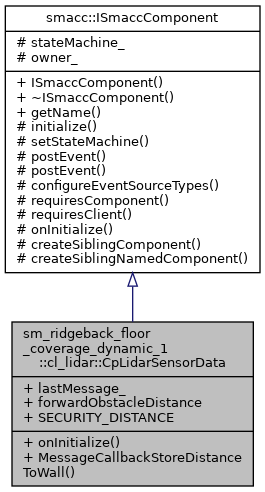 smacc::ISmaccComponent
# stateMachine_
# owner_
+ ISmaccComponent()
+ ~ISmaccComponent()
+ getName()
# initialize()
# setStateMachine()
# postEvent()
# postEvent()
# configureEventSourceTypes()
# requiresComponent()
# requiresClient()
# onInitialize()
# createSiblingComponent()
# createSiblingNamedComponent()
sm_ridgeback_floor
_coverage_dynamic_1
::cl_lidar::CpLidarSensorData
+ lastMessage_
+ forwardObstacleDistance
+ SECURITY_DISTANCE
+ onInitialize()
+ MessageCallbackStoreDistance
ToWall()